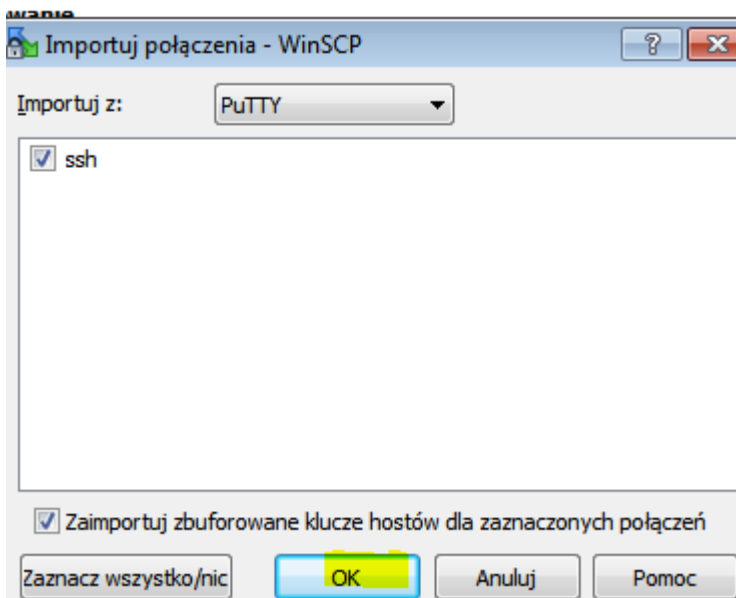 wanie
Importuj połączenia - WinSCP
Importuj z: PuTTY
ssh
Zaimportuj zbuforowane klucze hostów dla zaznaczonych połączeń
Zaznacz wszystko/nic OK Anuluj Pomoc